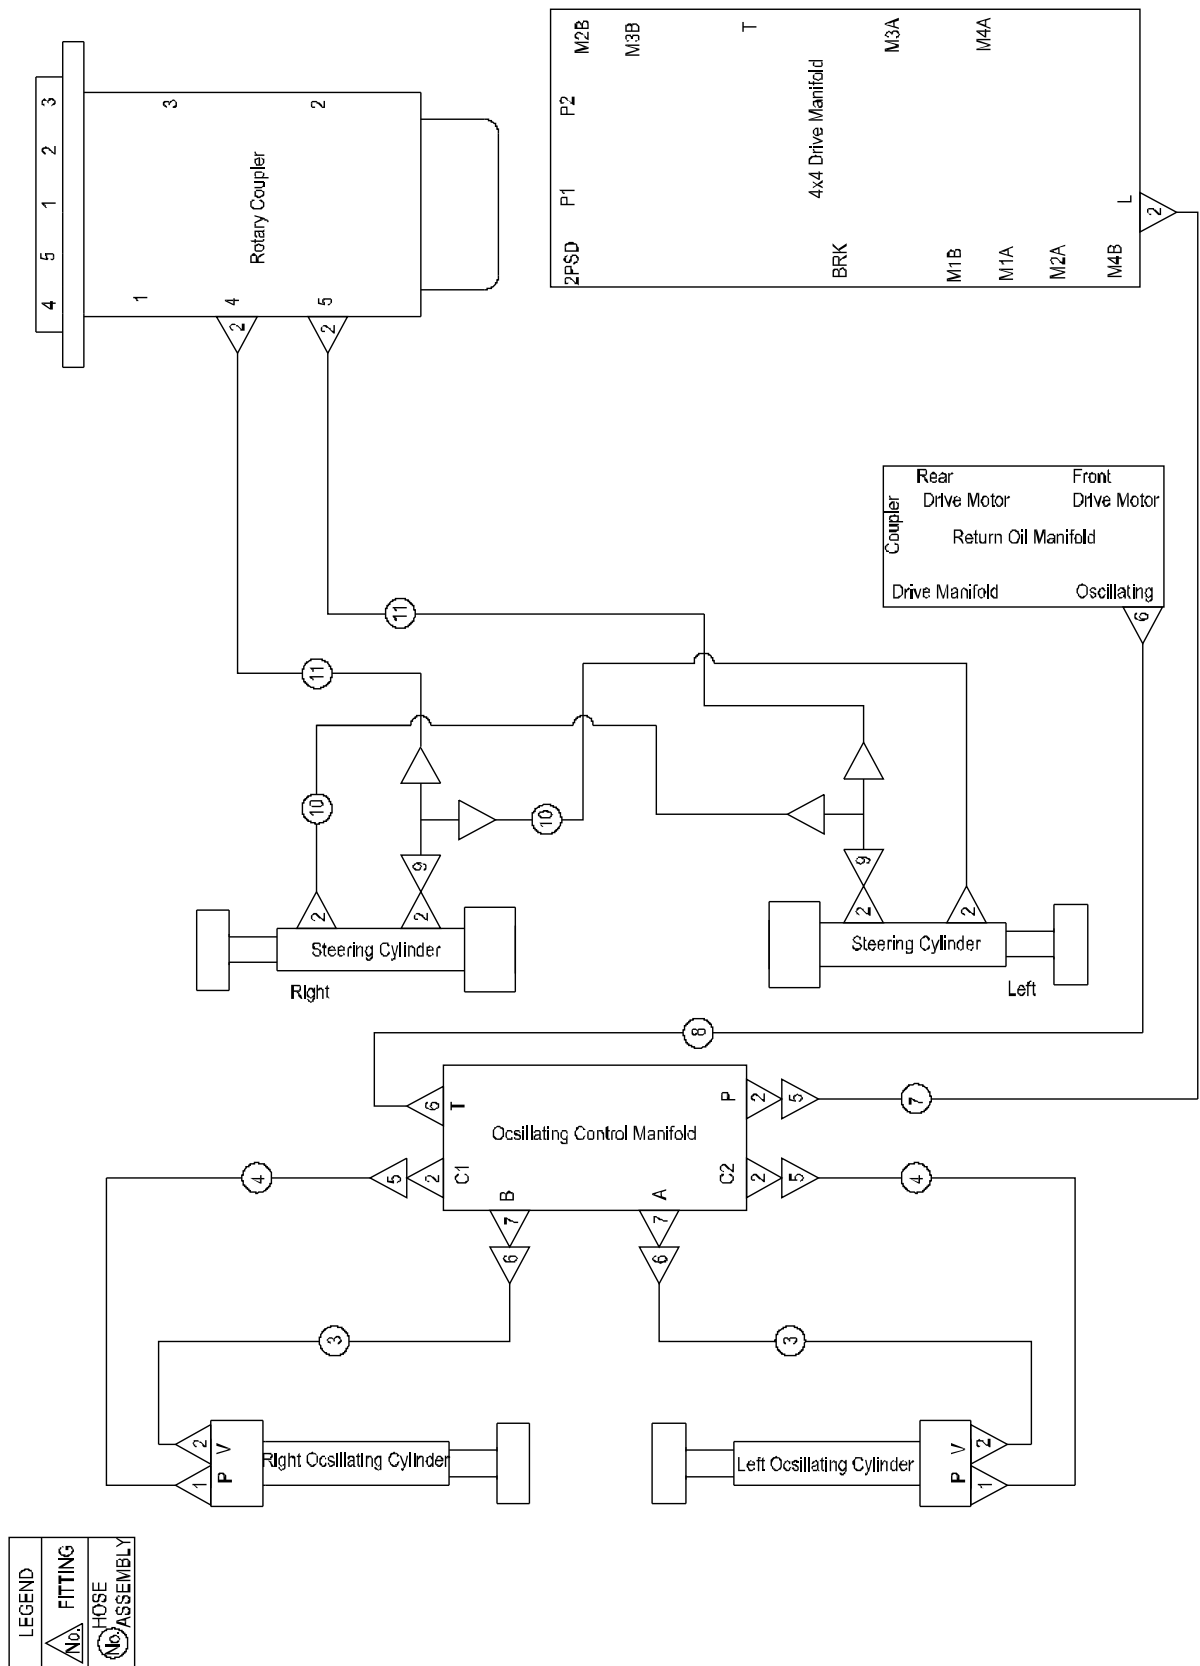 3
2
1
5
4
3
2
Rotary Coupler
1
4
5
2
2
M2B
M3B
T
M3A
M4A
P2
P1
4x4 Drive Manifold
2PSD
BRK
M1B
M1A
M2A
M4B
L
2
Rear
Drive Motor
Front
Drive Motor
Coupler
Return Oil Manifold
Drive Manifold
Oscillating
6
11
11
10
10
9
9
2
2
2
2
Steering Cylinder
Right
Steering Cylinder
Left
8
6
T
P
2
5
7
Ocsillating Control Manifold
4
5
2
C1
B
A
C2
2
5
4
7
6
7
6
3
3
2
V
1
P
Right Ocsillating Cylinder
Left Ocsillating Cylinder
V
2
P
1
LEGEND
No. FITTING
No. HOSE
ASSEMBLY